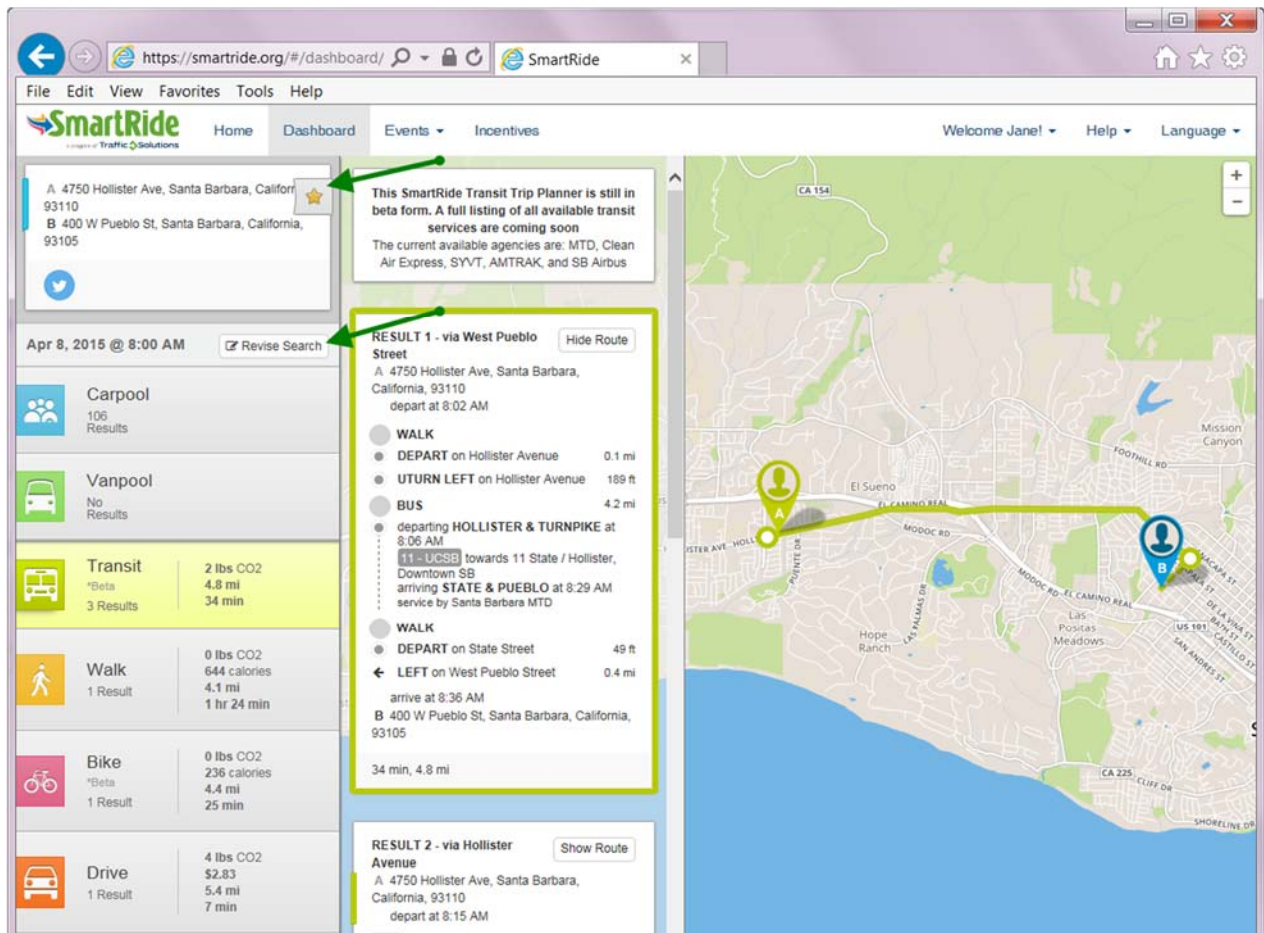 https://smartride.org/#/dashboard/
SmartRide
File Edit View Favorites Tools Help
SmartRide
a program of Traffic Solutions
Home Dashboard Events Incentives
Welcome Jane! Help Language
A 4750 Hollister Ave, Santa Barbara,
93110
B 400 W Pueblo St, Santa Barbara, California,
93105
Apr 8, 2015 @ 8:00 AM
Revise Search
Carpool
106
Results
Vanpool
No
Results
Transit
*Beta
3 Results
2 lbs CO2
4.8 mi
34 min
Walk
1 Result
0 lbs CO2
644 calories
4.1 mi
1 hr 24 min
Bike
*Beta
1 Result
0 lbs CO2
236 calories
4.4 mi
25 min
Drive
1 Result
4 lbs CO2
$2.83
5.4 mi
7 min
This SmartRide Transit Trip Planner is still in
beta form. A full listing of all available transit
services are coming soon
The current available agencies are: MTD, Clean
Air Express, SYVT, AMTRAK, and SB Airbus
RESULT 1 - via West Pueblo
Street
Hide Route
A 4750 Hollister Ave, Santa Barbara,
California, 93110
depart at 8:02 AM
WALK
DEPART on Hollister Avenue 0.1 mi
UTURN LEFT on Hollister Avenue 189 ft
BUS 4.2 mi
departing HOLLISTER & TURNPIKE at
8:06 AM
11 - UCSB towards 11 State / Hollister,
Downtown SB
arriving STATE & PUEBLO at 8:29 AM
service by Santa Barbara MTD
WALK
DEPART on State Street 49 ft
LEFT on West Pueblo Street 0.4 mi
arrive at 8:36 AM
B 400 W Pueblo St, Santa Barbara, California,
93105
34 min, 4.8 mi
RESULT 2 - via Hollister
Avenue
Show Route
A 4750 Hollister Ave, Santa Barbara,
California, 93110
depart at 8:15 AM
+
-
CA 154
Mission
Canyon
FOOTHILL RD
El Sueno
EL CAMINO REAL
A
MODOC RD
PUENTE DR
B
MODOC RD
EL CAMINO REAL
DE LA VINA ST
BATH ST
CASTILLO ST
US 101
SAN ANDRES ST
Las
Positas
Meadows
LAS PALMAS DR
Hope
Ranch
CA 225
CLIFF DR
SHORELINE DR